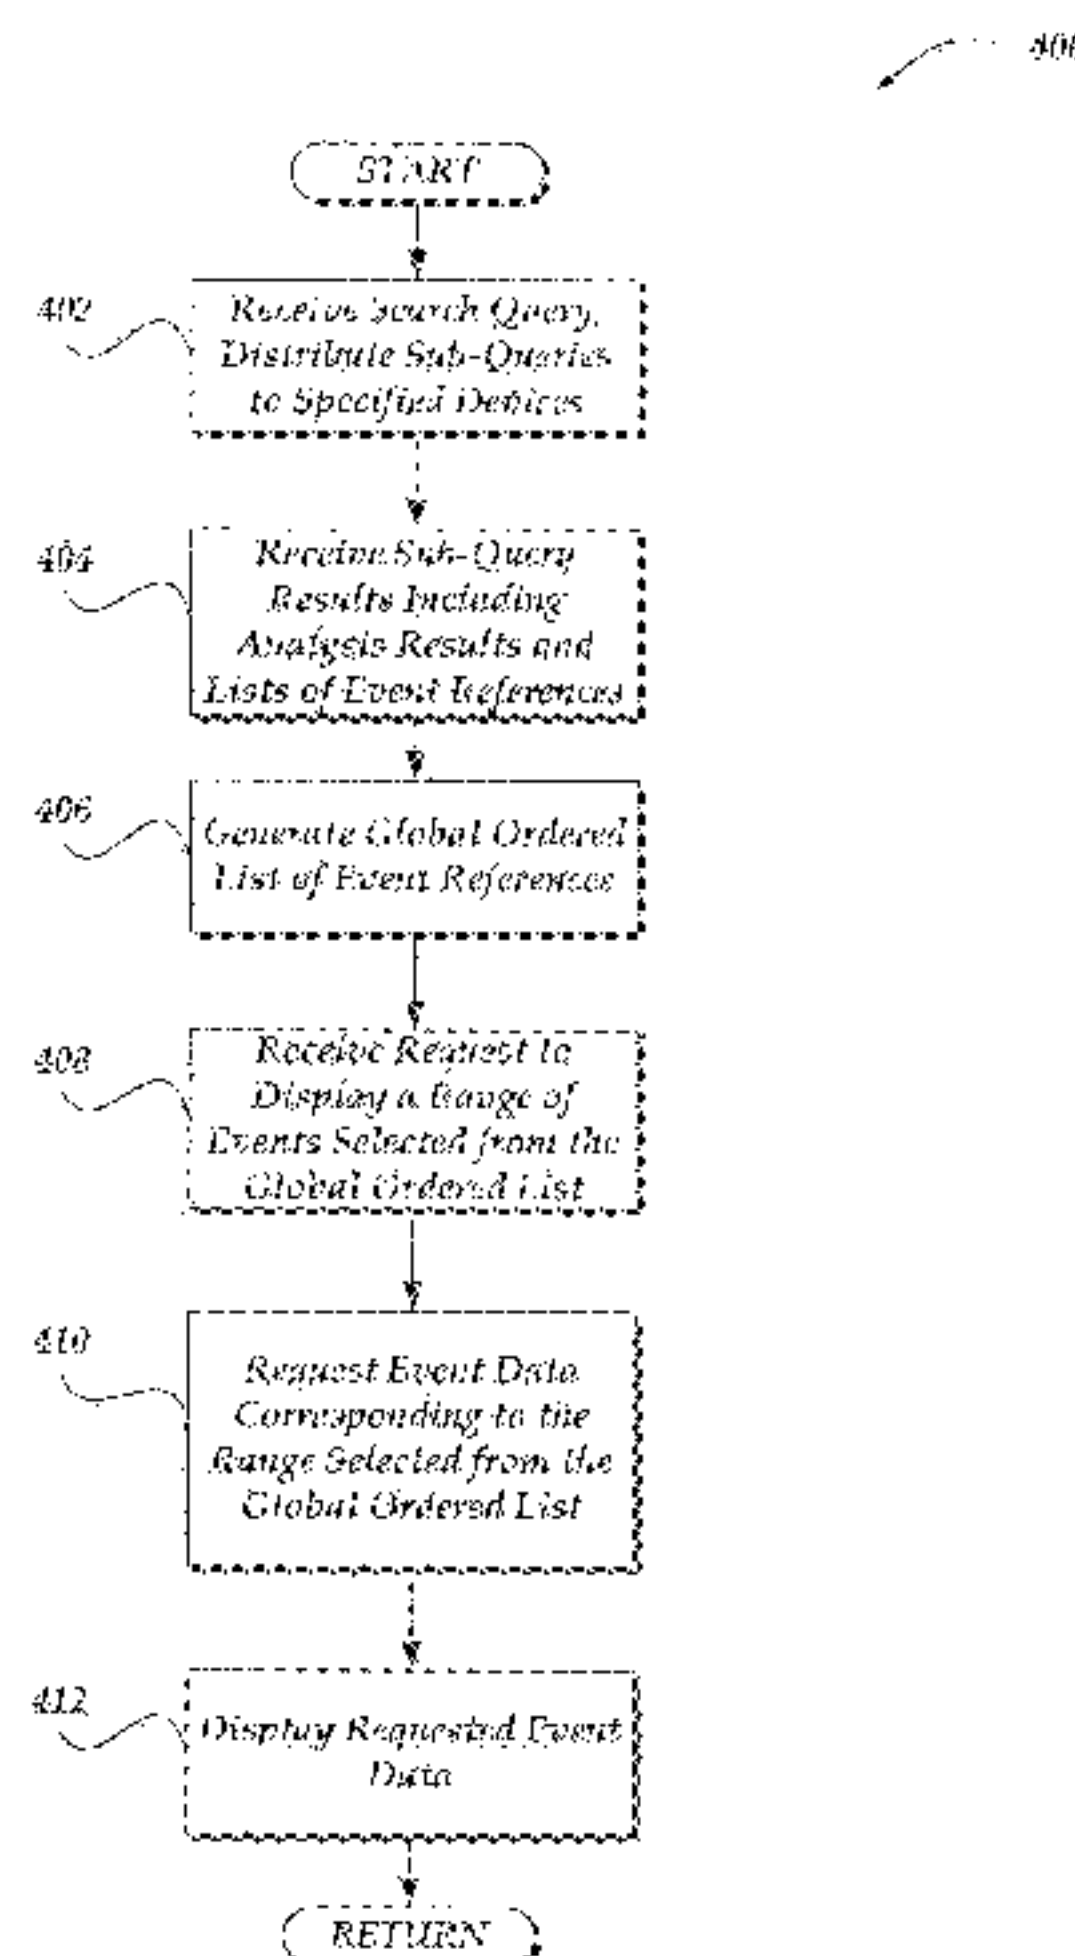 START
402
Receive Search Query,
Distribute Sub-Queries
to Specified Devices
404
Receive Sub-Query
Results Including
Analysis Results and
Lists of Event References
406
Generate Global Ordered
List of Event References
408
Receive Request to
Display a Range of
Events Selected from the
Global Ordered List
410
Request Event Data
Corresponding to the
Range Selected from the
Global Ordered List
412
Display Requested Event
Data
RETURN